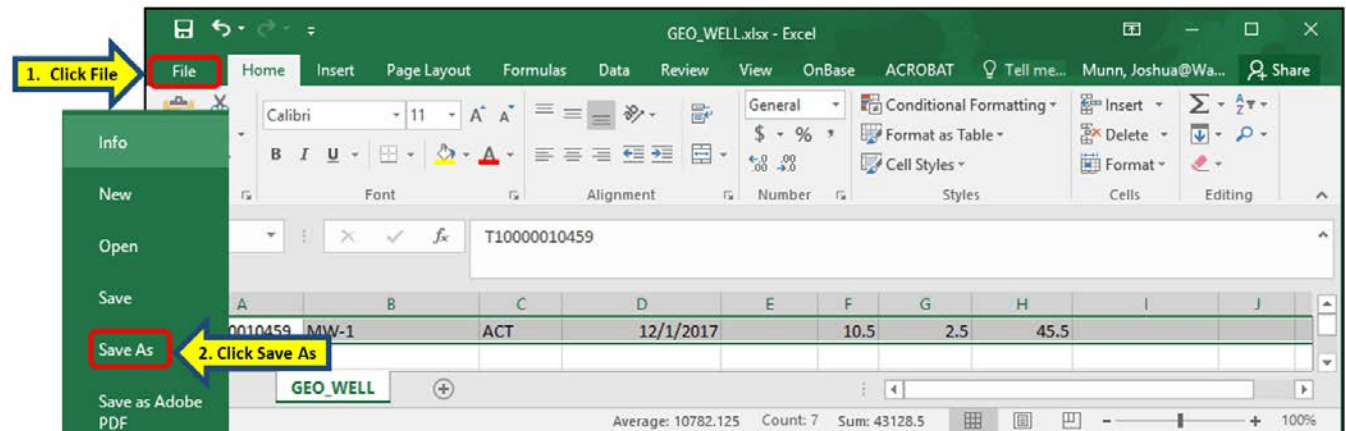 GEO_WELL.xlsx - Excel
1. Click File
File Home Insert Page Layout Formulas Data Review View OnBase ACROBAT Tell me... Munn, Joshua@Wa... Share
Calibri 11 General Conditional Formatting Insert
Info
$ % , Format as Table Delete
B I U Cell Styles Format
New Font Alignment Number Styles Cells Editing
fx T10000010459
Open
Save
A B C D E F G H I J
0010459 MW-1 ACT 12/1/2017 10.5 2.5 45.5
Save As
2. Click Save As
GEO_WELL
Save as Adobe
PDF
Average: 10782.125 Count: 7 Sum: 43128.5 100%